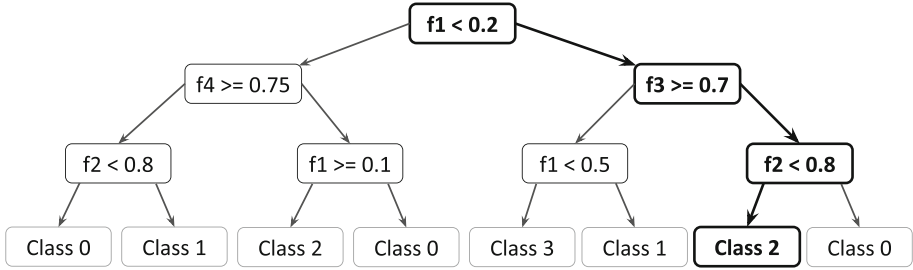 f1 < 0.2
f4 >= 0.75
f3 >= 0.7
f2 < 0.8
f1 >= 0.1
f1 < 0.5
f2 < 0.8
Class 0
Class 1
Class 2
Class 0
Class 3
Class 1
Class 2
Class 0